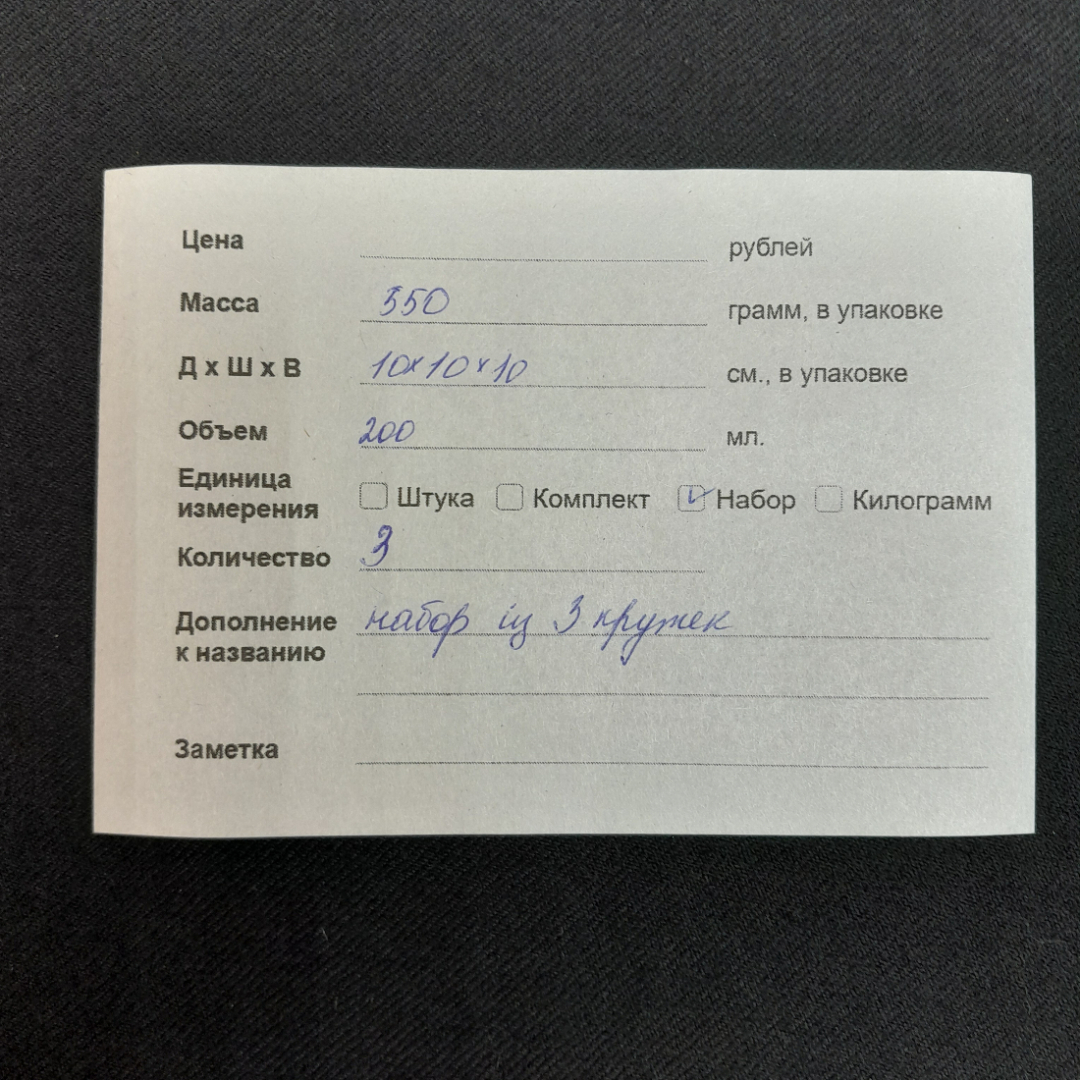 Цена рублей
Масса 350 грамм, в упаковке
Д х Ш х В 10х10х10 см., в упаковке
Объем 200 мл.
Единица
измерения Штука Комплект Набор Килограмм
Количество 3
Дополнение набор из 3 кружек
к названию
Заметка